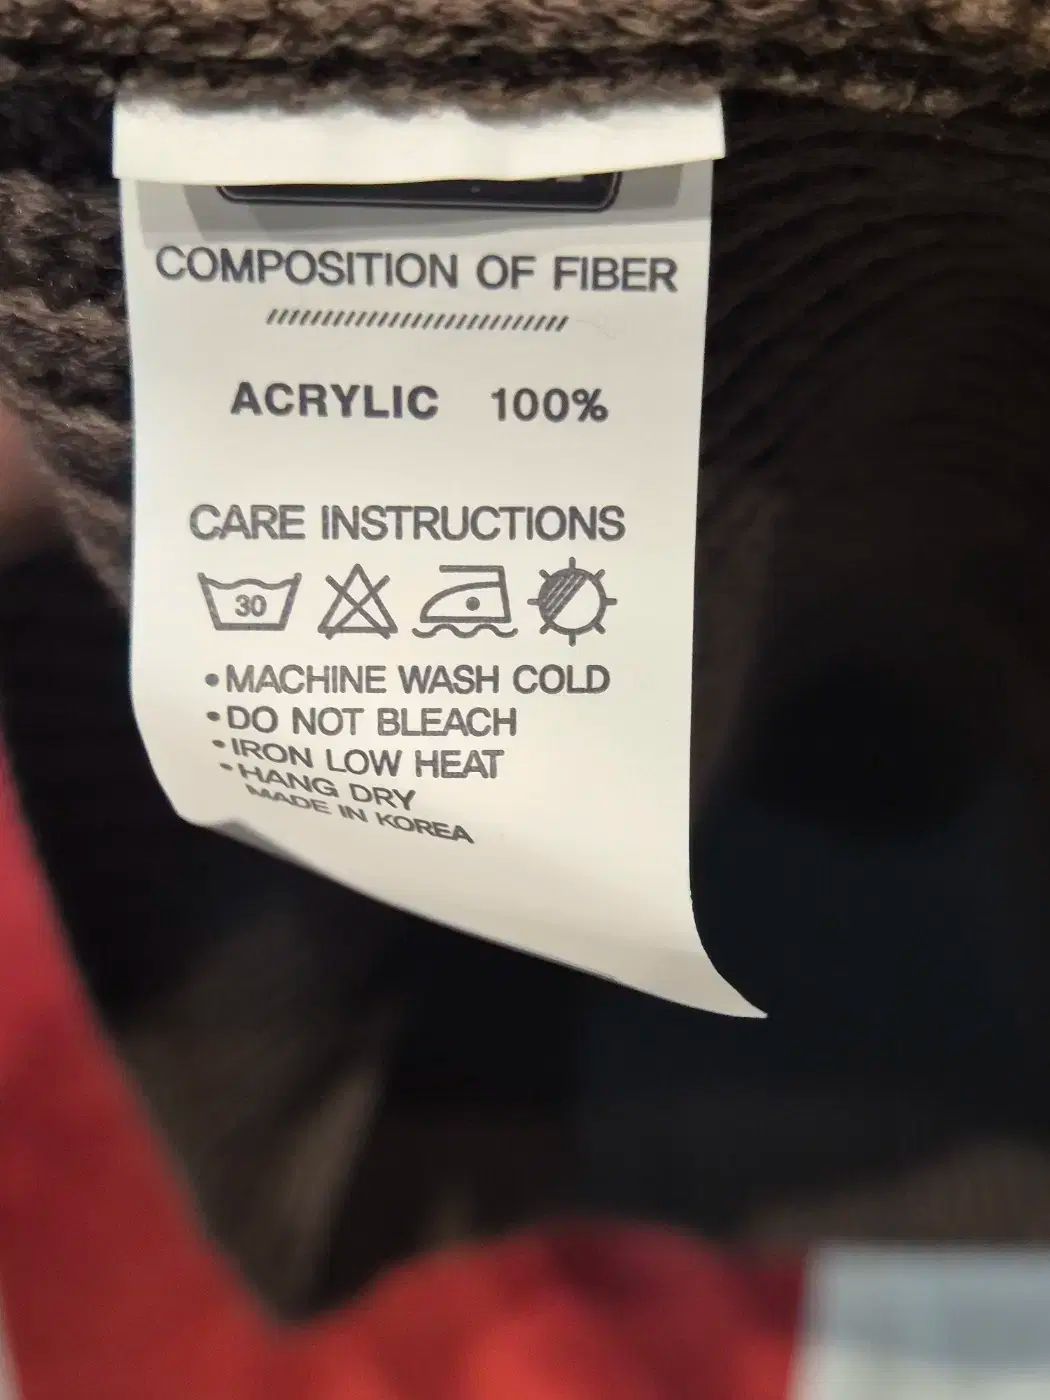 COMPOSITION OF FIBER
ACRYLIC 100%
CARE INSTRUCTIONS
30
•MACHINE WASH COLD
•DO NOT BLEACH
•IRON LOW HEAT
•HANG DRY
MADE IN KOREA